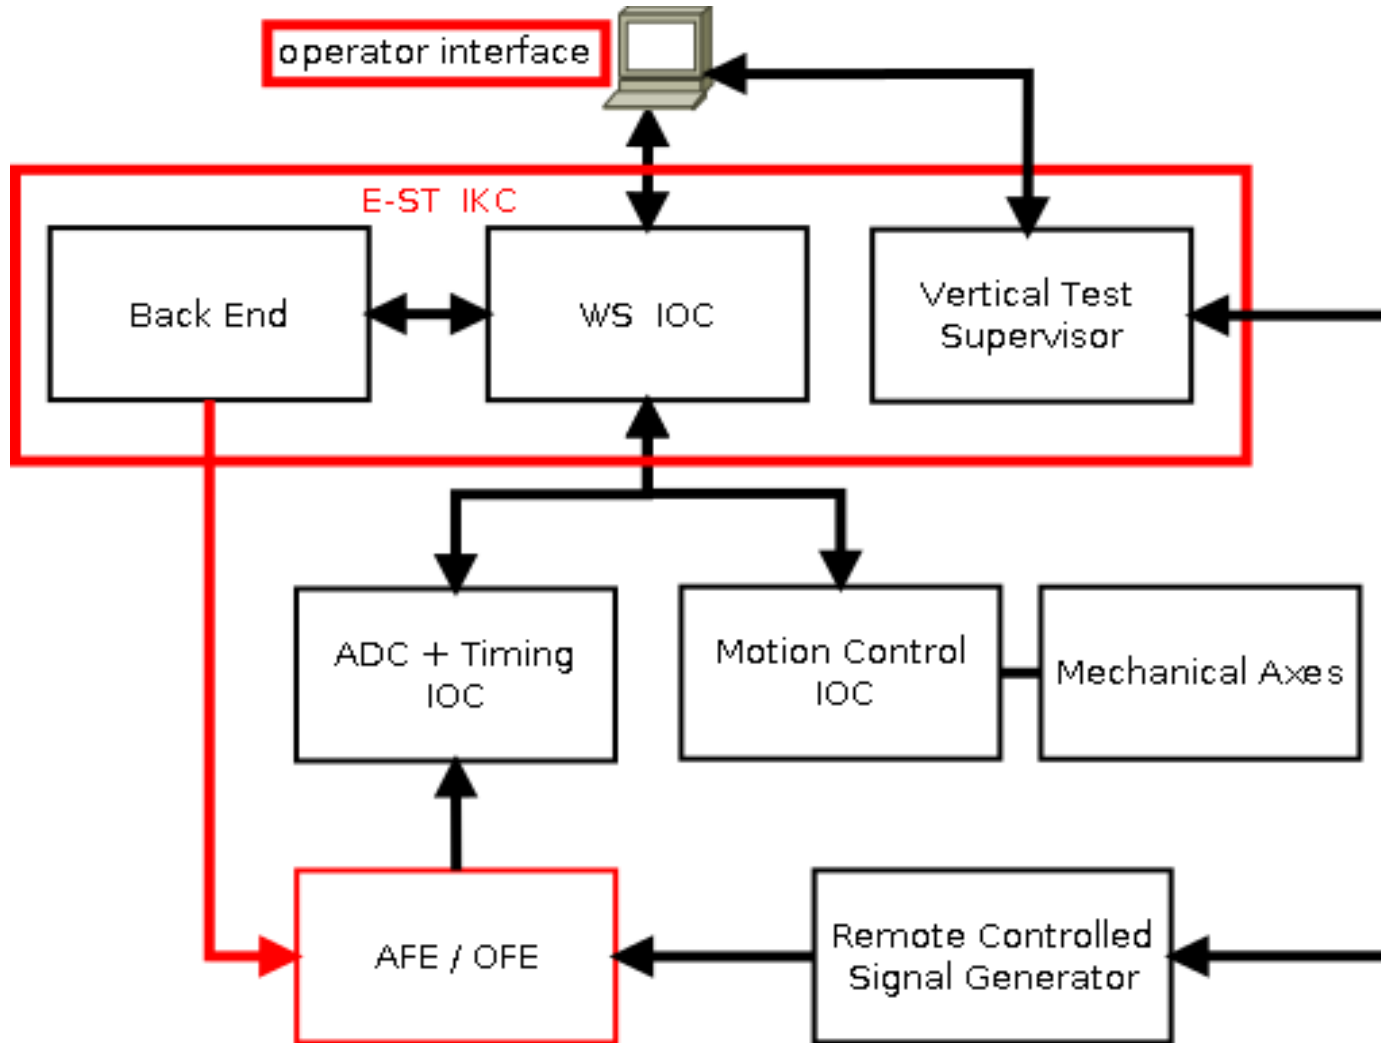 operator interface
E-ST IKC
Back End
WS IOC
Vertical Test
Supervisor
ADC + Timing
IOC
Motion Control
IOC
Mechanical Axes
AFE / OFE
Remote Controlled
Signal Generator